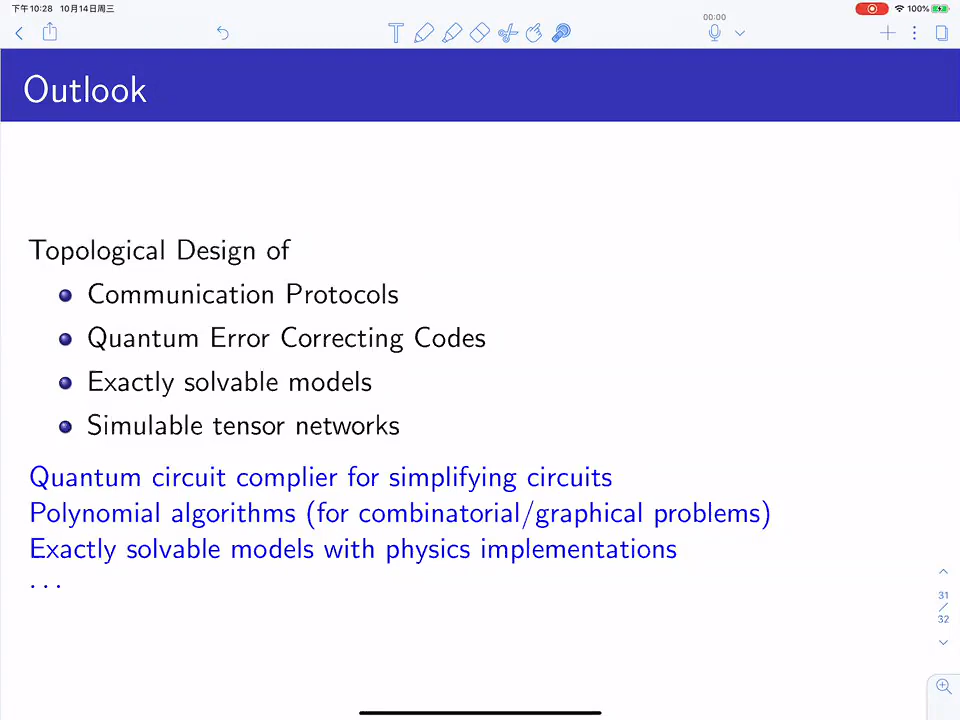 下午10:28 10月14日周三
100%
00:00
Outlook
Topological Design of
Communication Protocols
Quantum Error Correcting Codes
Exactly solvable models
Simulable tensor networks
Quantum circuit complier for simplifying circuits
Polynomial algorithms (for combinatorial/graphical problems)
Exactly solvable models with physics implementations
...
31
/
32